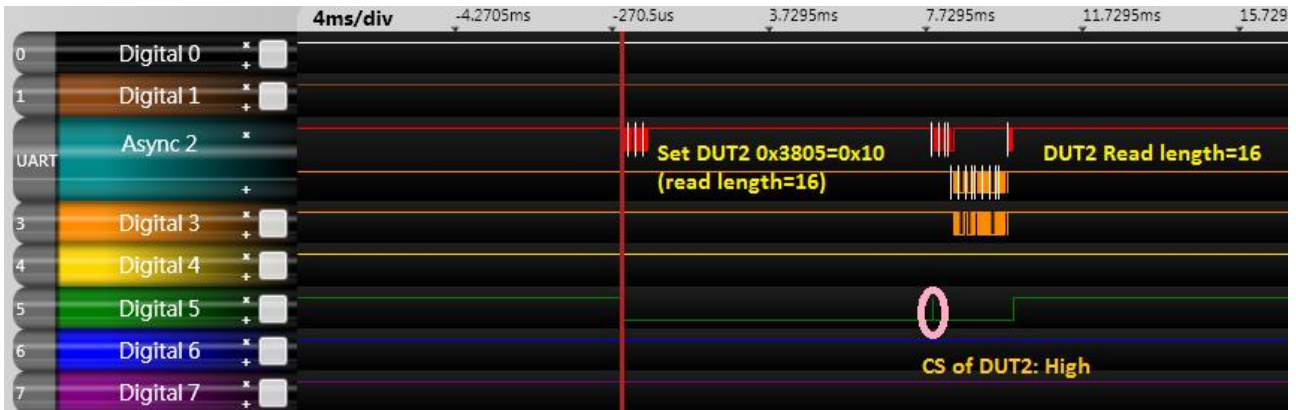 4ms/div -4.2705ms -270.5us 3.7295ms 7.7295ms 11.7295ms 15.729
0 Digital 0 x +
1 Digital 1 x +
UART Async 2 x +
Set DUT2 0x3805=0x10
(read length=16)
DUT2 Read length=16
3 Digital 3 x +
4 Digital 4 x +
5 Digital 5 x +
6 Digital 6 x +
CS of DUT2: High
7 Digital 7 x +